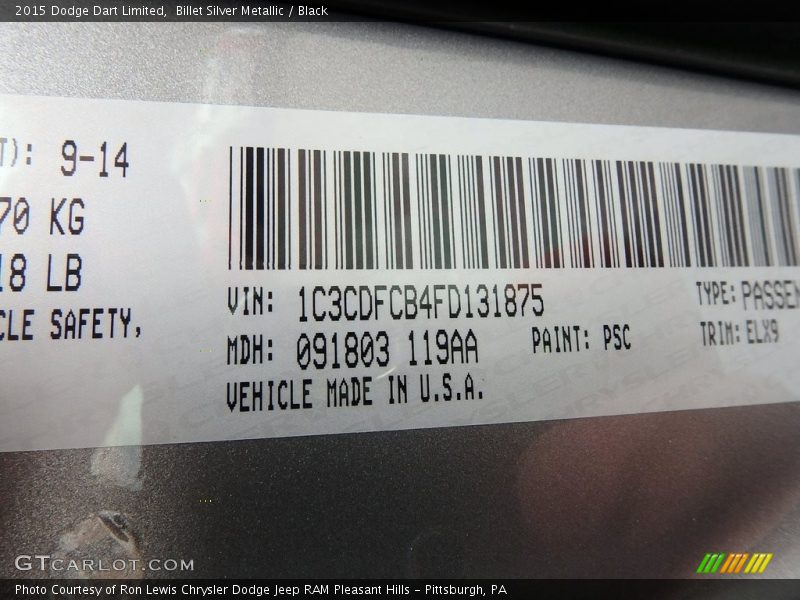 2015 Dodge Dart Limited, Billet Silver Metallic / Black
T): 9-14
70 KG
18 LB
CLE SAFETY,
VIN: 1C3CDFCB4FD131875
TYPE: PASSEN
MDH: 091803 119AA
PAINT: PSC
TRIM: ELX9
VEHICLE MADE IN U.S.A.
GTCARLOT.COM
Photo Courtesy of Ron Lewis Chrysler Dodge Jeep RAM Pleasant Hills - Pittsburgh, PA